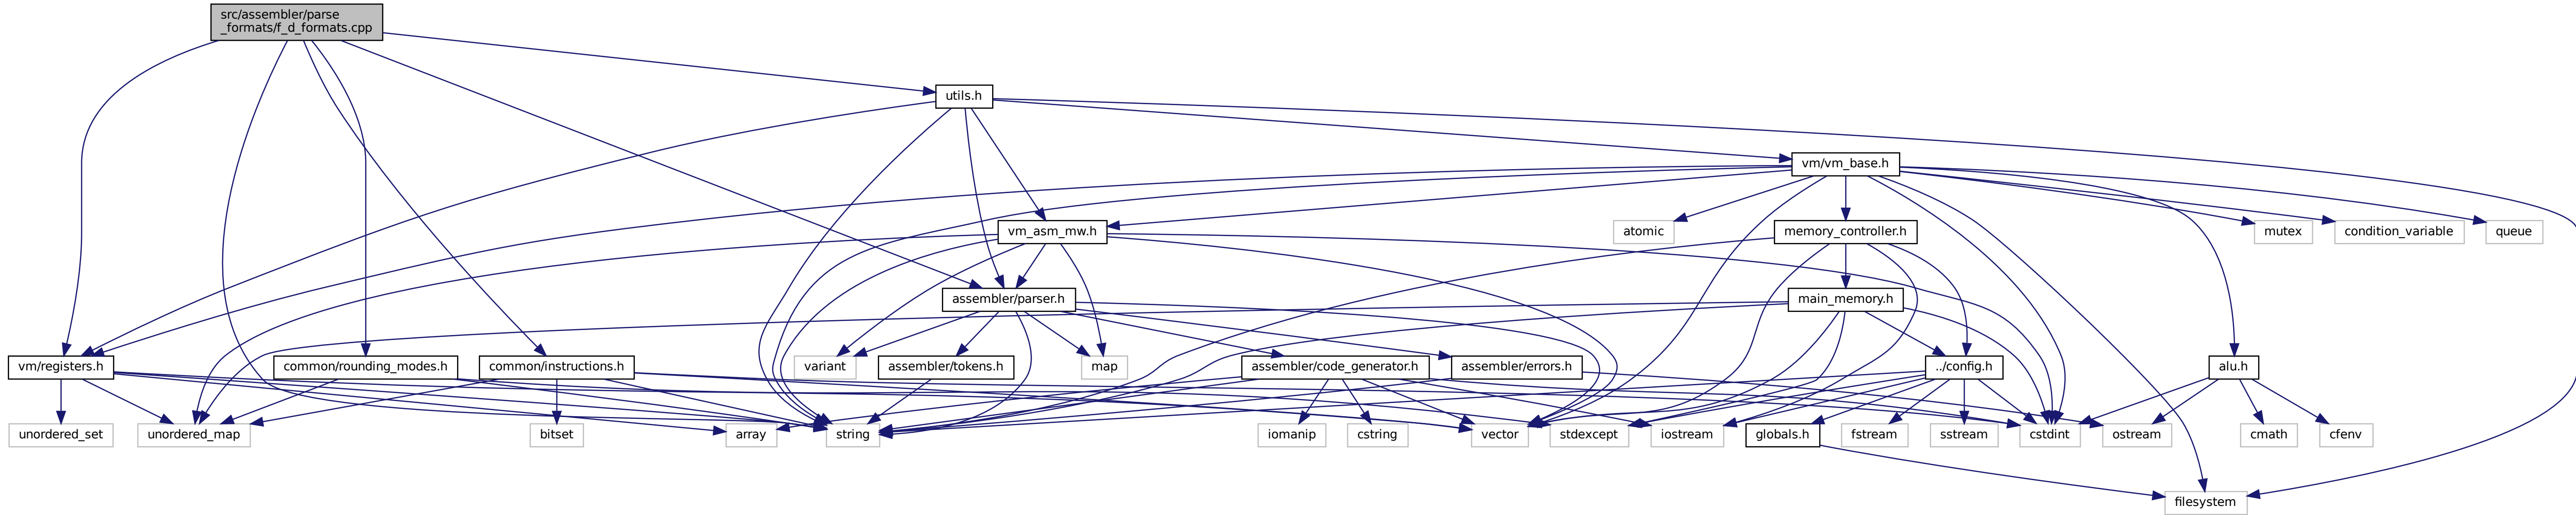 src/assembler/parse
_formats/f_d_formats.cpp
utils.h
vm/vm_base.h
vm_asm_mw.h
atomic
memory_controller.h
mutex
condition_variable
queue
assembler/parser.h
main_memory.h
vm/registers.h
common/rounding_modes.h
common/instructions.h
variant
assembler/tokens.h
map
assembler/code_generator.h
assembler/errors.h
../config.h
alu.h
unordered_set
unordered_map
bitset
array
string
iomanip
cstring
vector
stdexcept
iostream
globals.h
fstream
sstream
cstdint
ostream
cmath
cfenv
filesystem